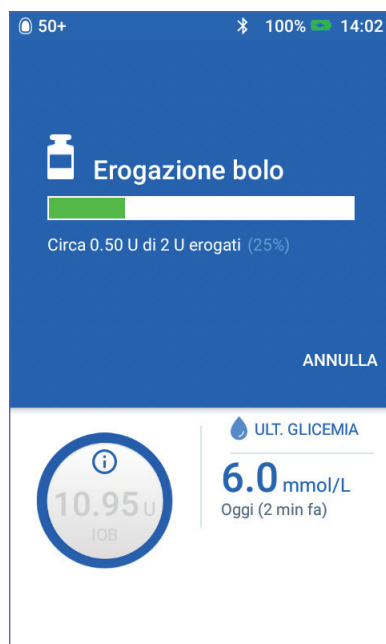 50+ 100% 14:02
Erogazione bolo
Circa 0.50 U di 2 U erogati (25%)
ANNULLA
ULT. GLICEMIA
6.0 mmol/L
Oggi (2 min fa)
i
10.95 U
IOB